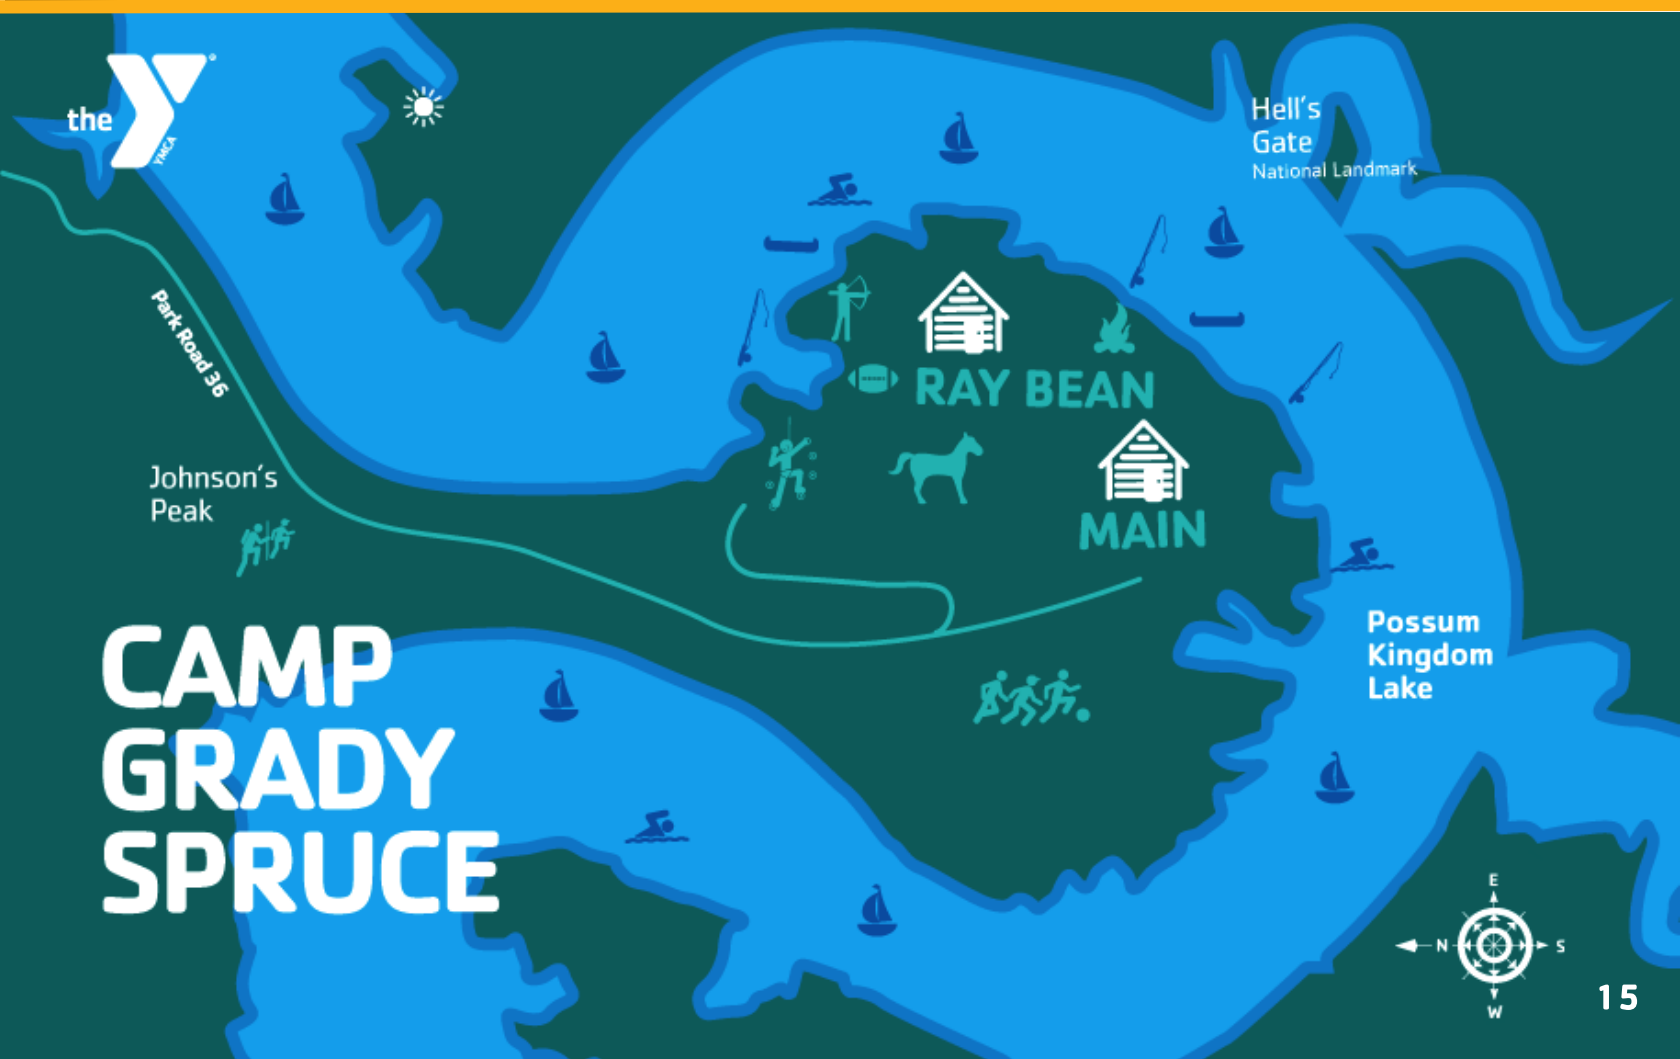 the
YMCA
Hell's
Gate
National Landmark
Park Road 36
RAY BEAN
Johnson's
Peak
MAIN
CAMP
GRADY
SPRUCE
Possum
Kingdom
Lake
E
N S
W
15